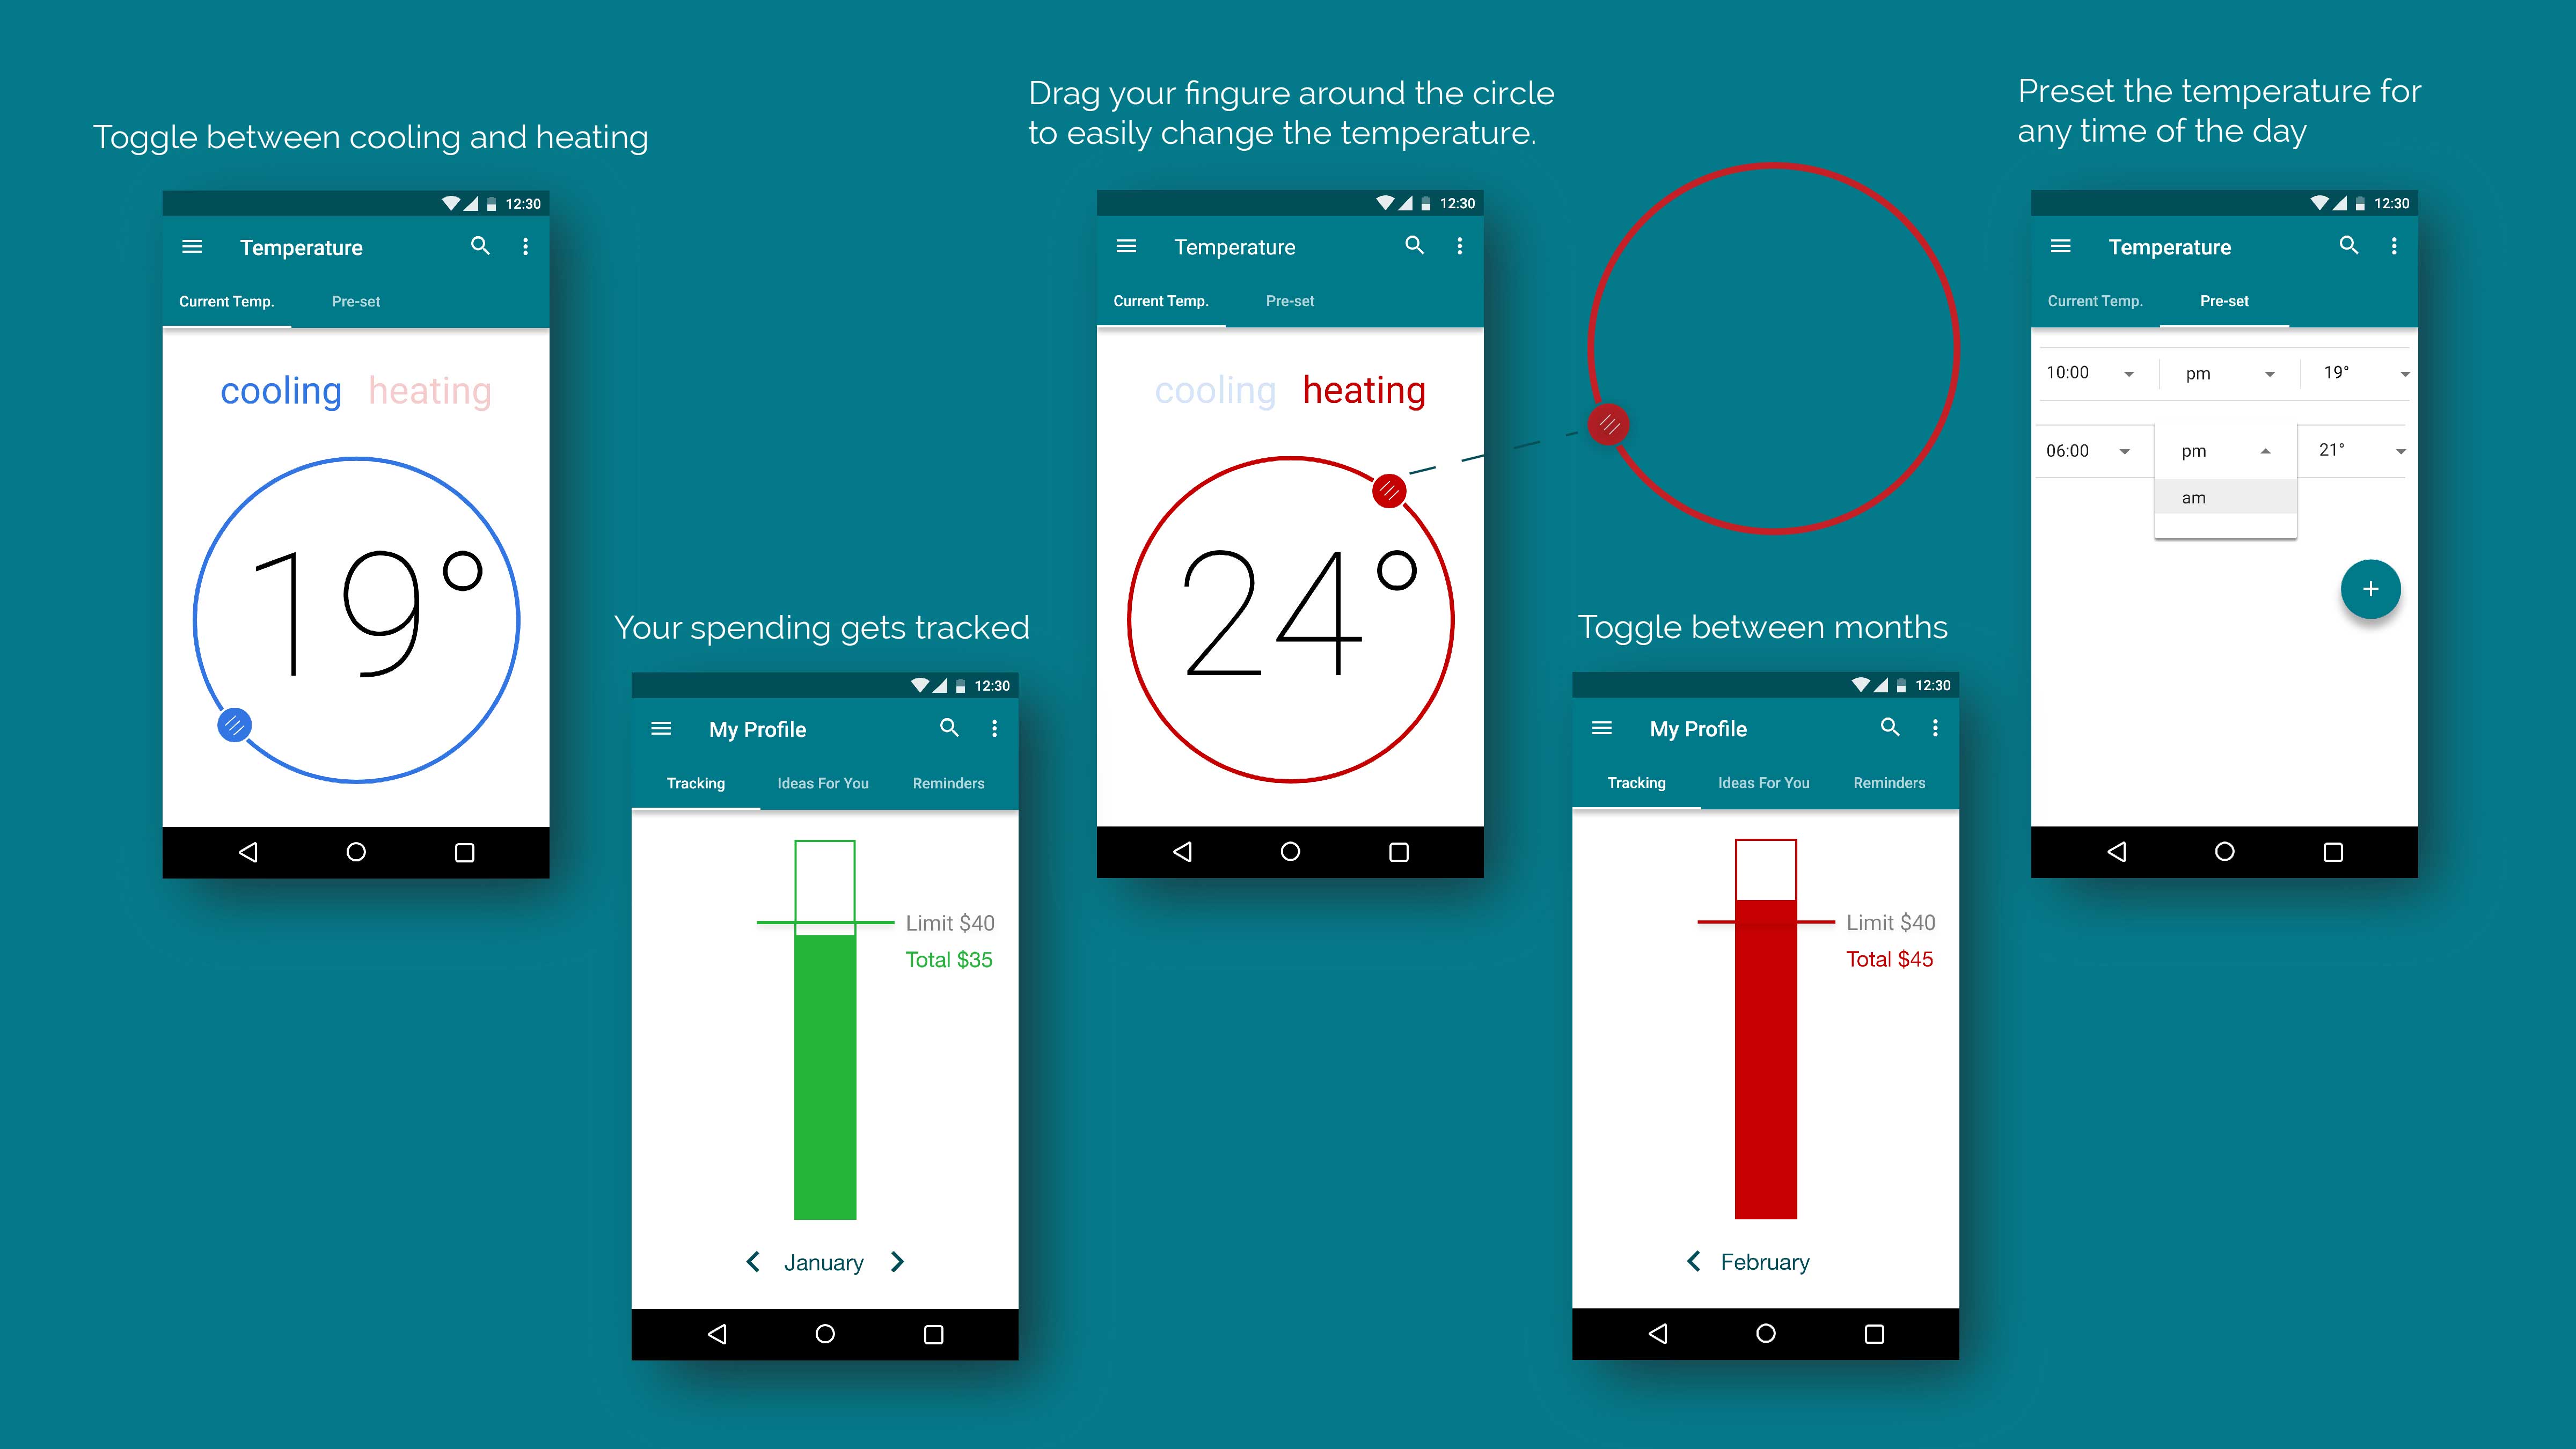 Toggle between cooling and heating
12:30
Temperature
Current Temp. Pre-set
cooling heating
19°
Your spending gets tracked
12:30
My Profile
Tracking Ideas For You Reminders
Limit $40
Total $35
January
Drag your fingure around the circle
to easily change the temperature.
12:30
Temperature
Current Temp. Pre-set
cooling heating
24°
Toggle between months
12:30
My Profile
Tracking Ideas For You Reminders
Limit $40
Total $45
February
Preset the temperature for
any time of the day
12:30
Temperature
Current Temp. Pre-set
10:00 pm 19°
06:00 pm 21°
am
+